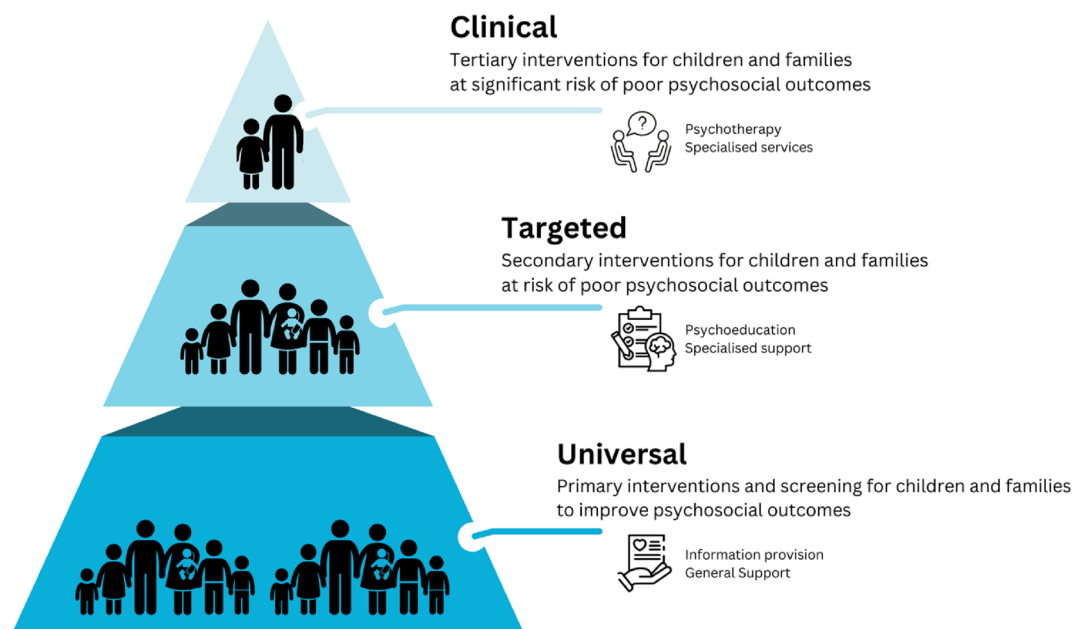 Clinical
Tertiary interventions for children and families
at significant risk of poor psychosocial outcomes
?
Psychotherapy
Specialised services
Targeted
Secondary interventions for children and families
at risk of poor psychosocial outcomes
Psychoeducation
Specialised support
Universal
Primary interventions and screening for children and families
to improve psychosocial outcomes
Information provision
General Support